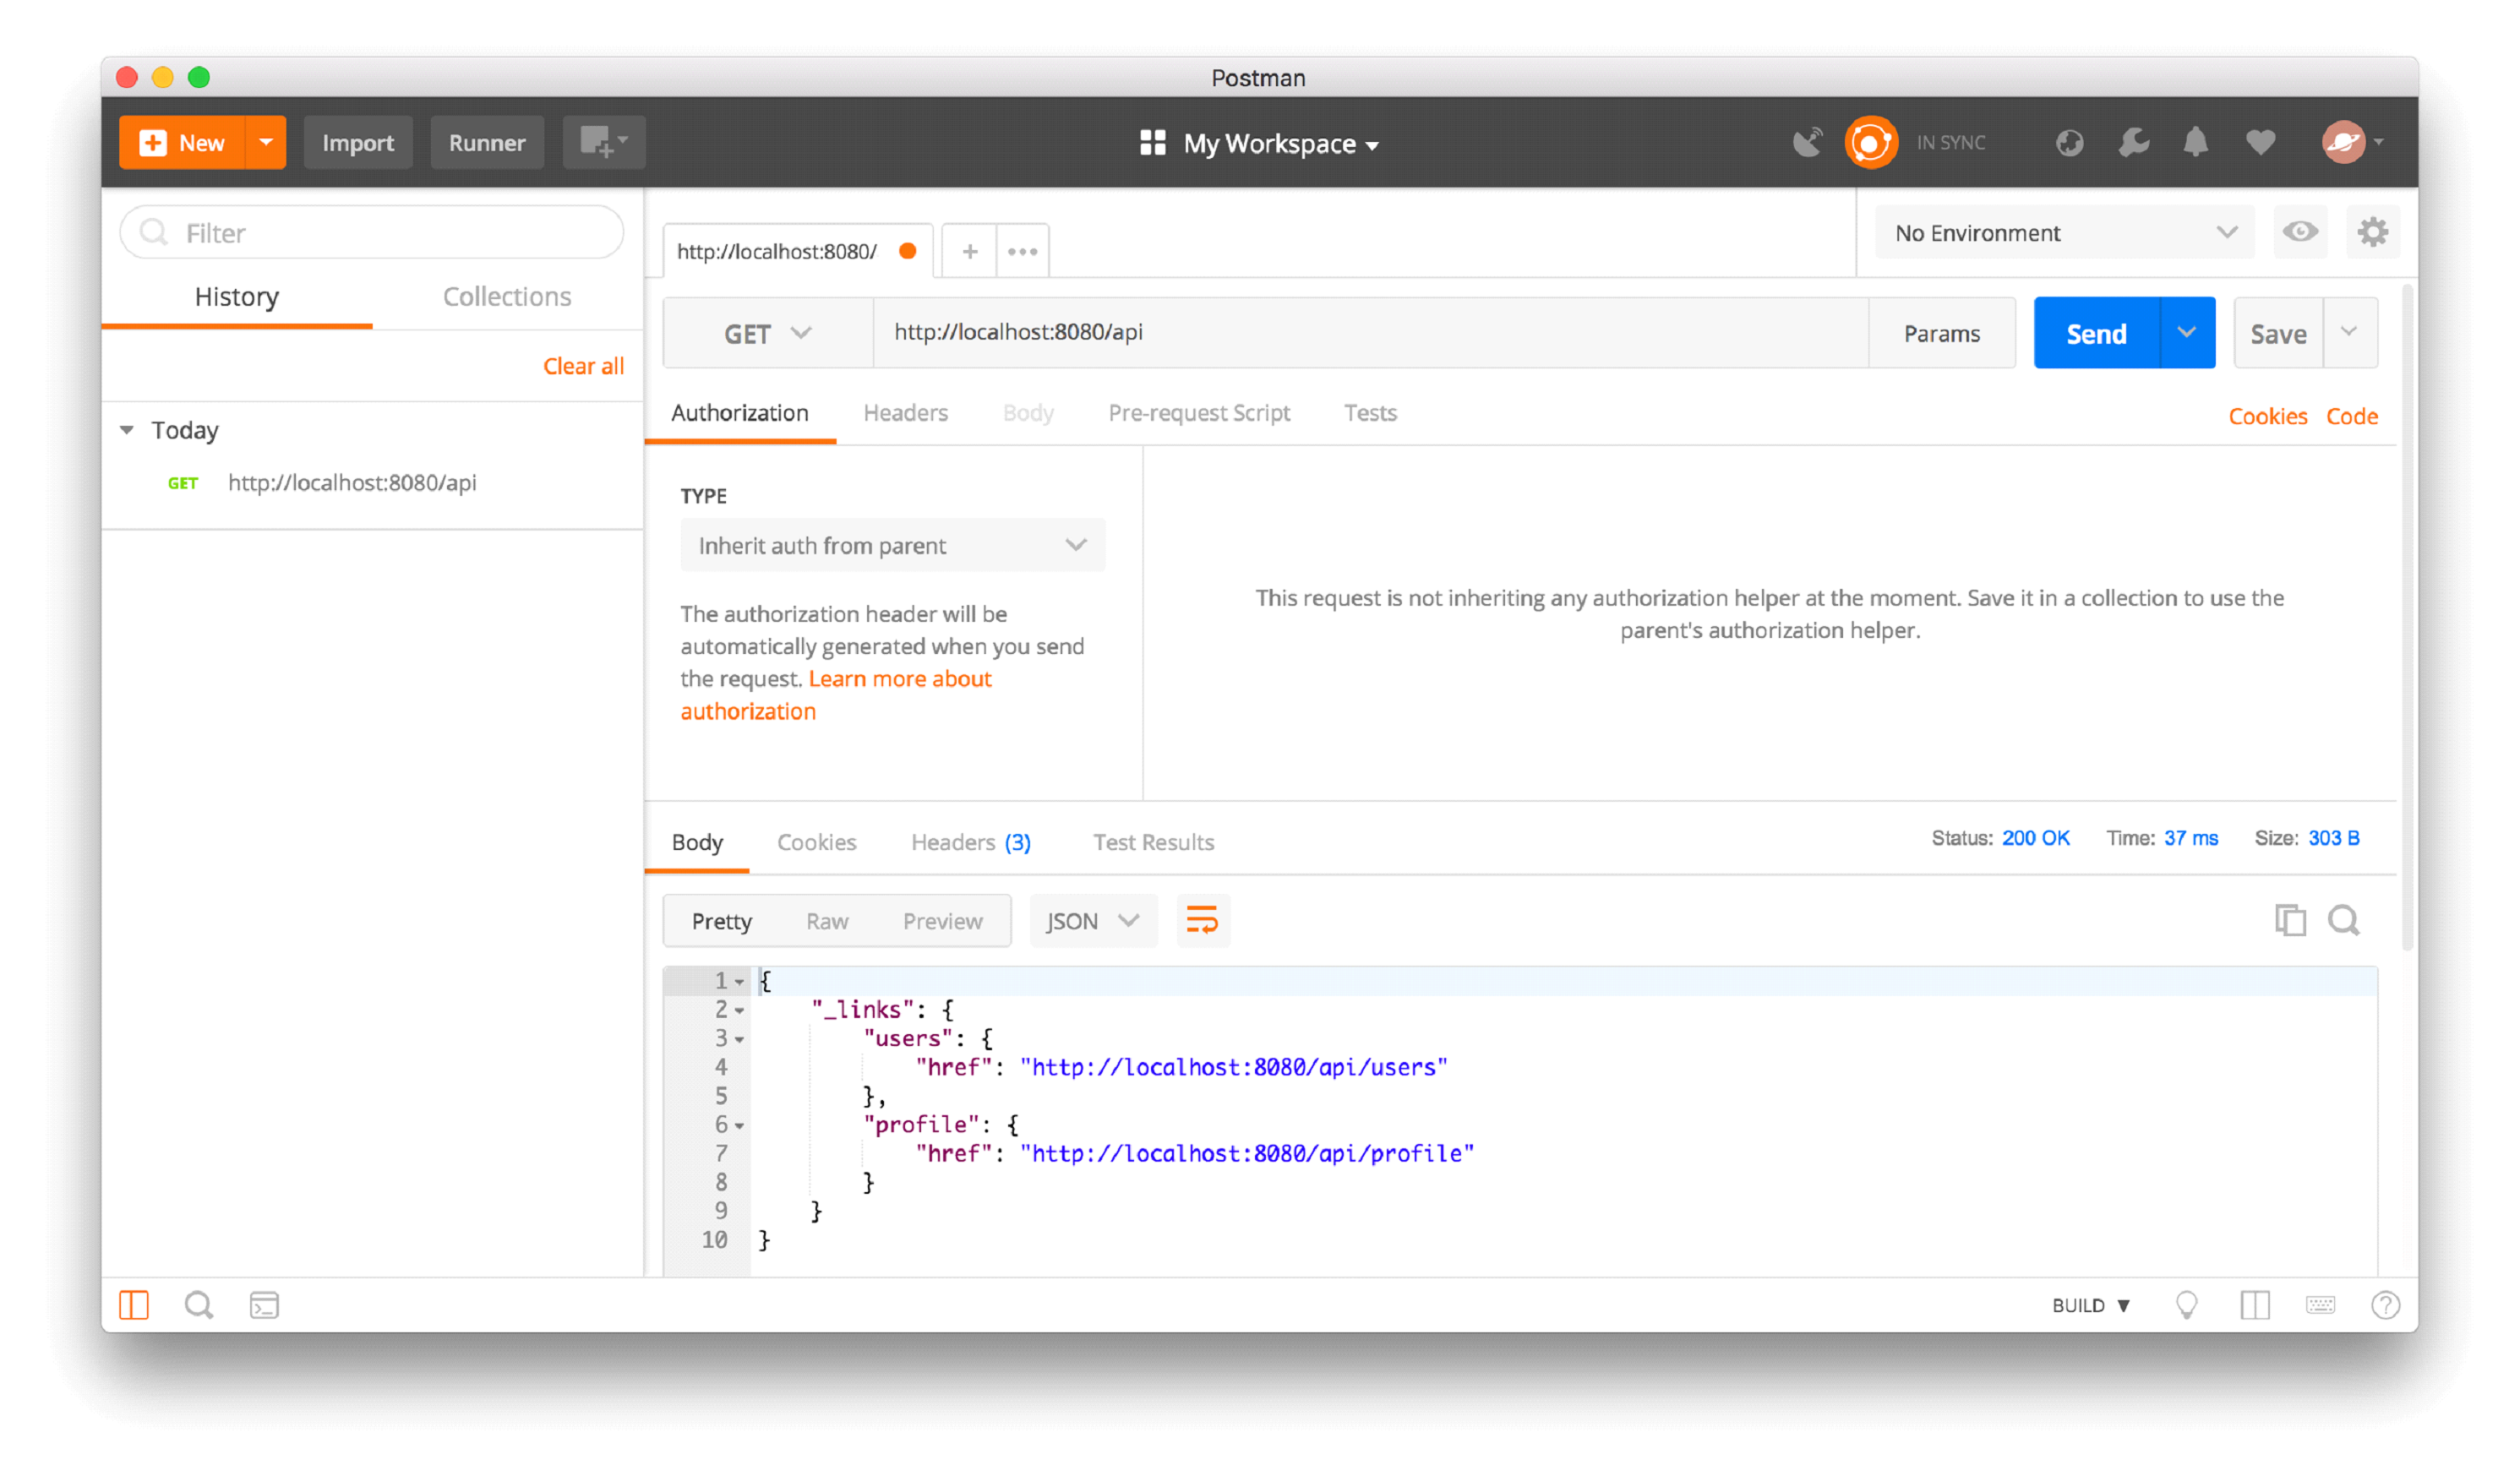 Postman
New
Import
Runner
My Workspace
IN SYNC
Filter
History
Collections
Clear all
Today
GET http://localhost:8080/api
http://localhost:8080/
No Environment
GET
http://localhost:8080/api
Params
Send
Save
Authorization
Headers
Body
Pre-request Script
Tests
Cookies
Code
TYPE
Inherit auth from parent
The authorization header will be
automatically generated when you send
the request. Learn more about
authorization
This request is not inheriting any authorization helper at the moment. Save it in a collection to use the
parent's authorization helper.
Body
Cookies
Headers (3)
Test Results
Status: 200 OK
Time: 37 ms
Size: 303 B
Pretty
Raw
Preview
JSON
1 {
2 "_links": {
3 "users": {
4 "href": "http://localhost:8080/api/users"
5 },
6 "profile": {
7 "href": "http://localhost:8080/api/profile"
8 }
9 }
10 }
BUILD